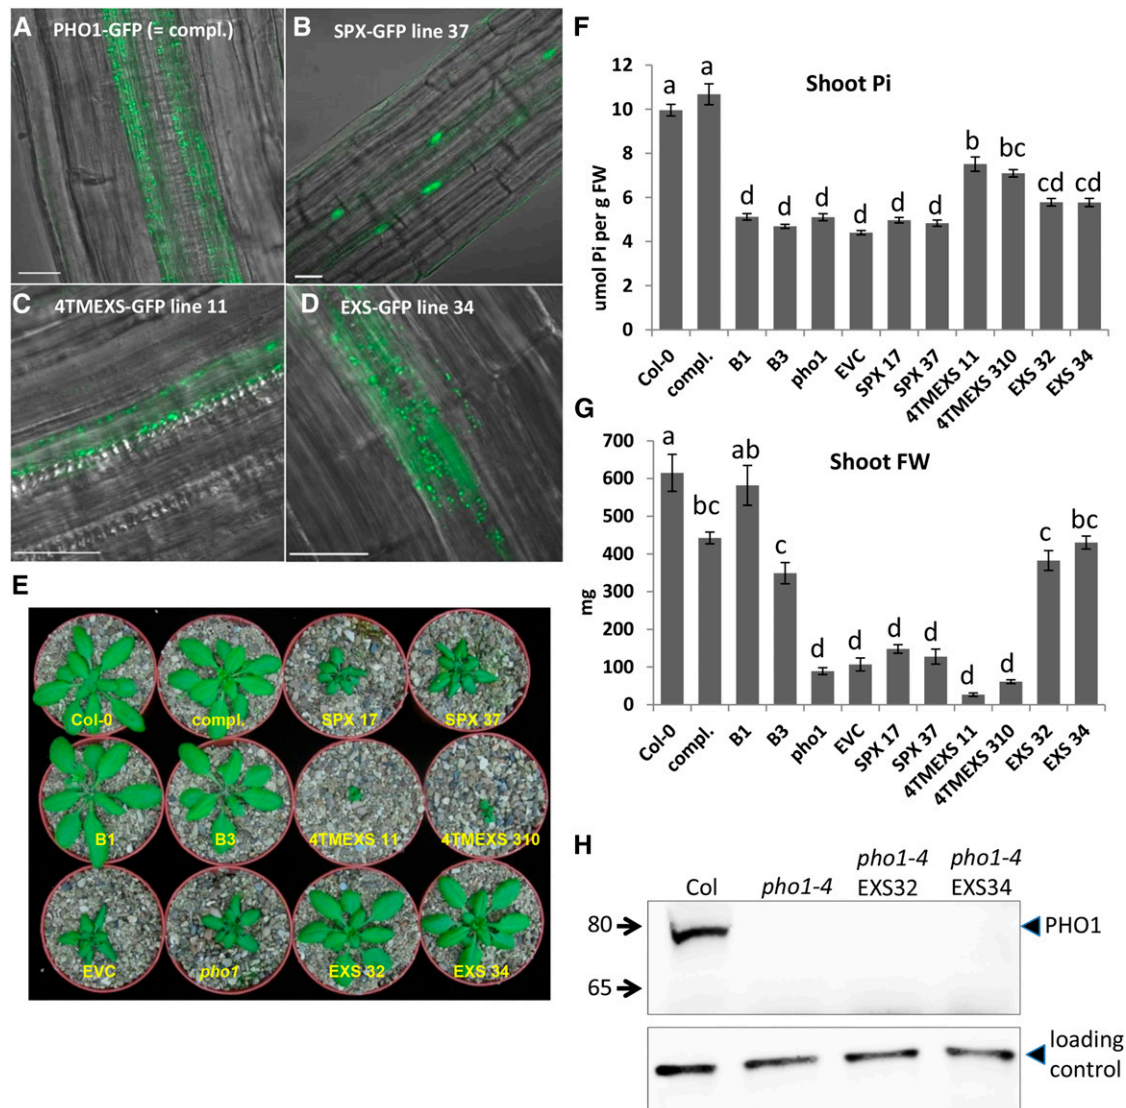 A PHO1-GFP (= compl.)
B SPX-GFP line 37
C 4TMEXS-GFP line 11
D EXS-GFP line 34
E
Col-0
compl.
SPX 17
SPX 37
B1
B3
4TMEXS 11
4TMEXS 310
EVC
pho1
EXS 32
EXS 34
F
Shoot Pi
umol Pi per g FW
12
10
8
6
4
2
0
a
a
d
d
d
d
d
d
b
bc
cd
cd
Col-0
compl.
B1
B3
pho1
EVC
SPX 17
SPX 37
4TMEXS 11
4TMEXS 310
EXS 32
EXS 34
G
Shoot FW
mg
700
600
500
400
300
200
100
0
a
bc
ab
c
d
d
d
d
d
d
c
bc
Col-0
compl.
B1
B3
pho1
EVC
SPX 17
SPX 37
4TMEXS 11
4TMEXS 310
EXS 32
EXS 34
H
Col
pho1-4
pho1-4
EXS32
pho1-4
EXS34
80
65
PHO1
loading
control